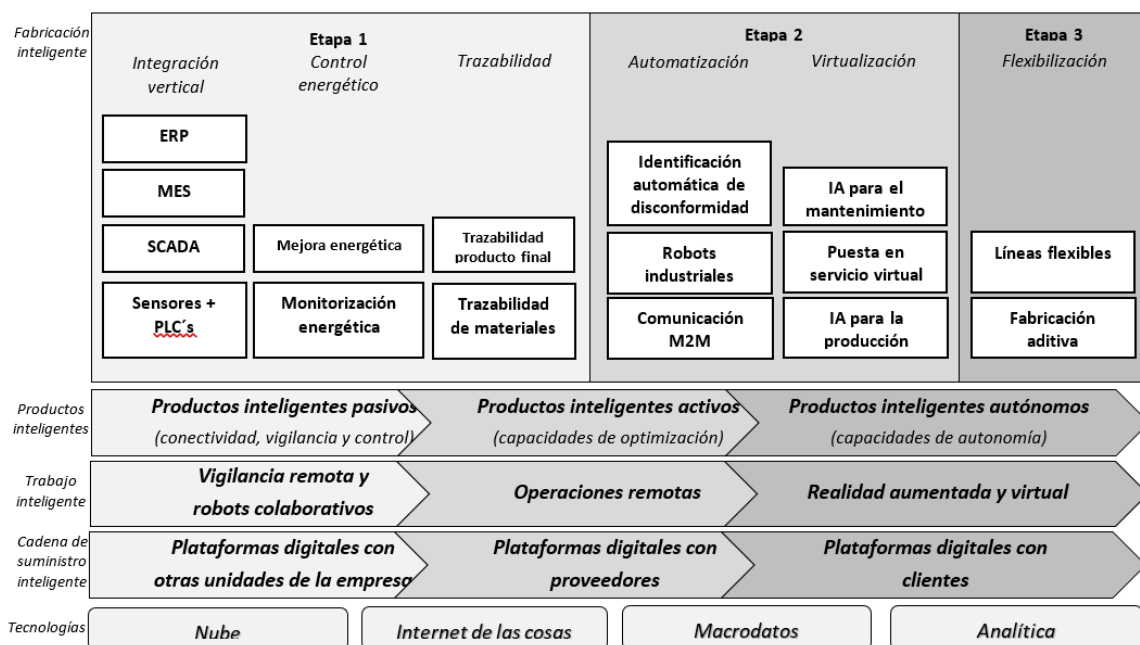 Fabricación
inteligente
Etapa 1
Integración
vertical
Control
energético
Trazabilidad
ERP
MES
SCADA
Sensores +
PLC´s
Mejora energética
Monitorización
energética
Trazabilidad
producto final
Trazabilidad
de materiales
Etapa 2
Automatización
Virtualización
Identificación
automática de
disconformidad
Robots
industriales
Comunicación
M2M
IA para el
mantenimiento
Puesta en
servicio virtual
IA para la
producción
Etapa 3
Flexibilización
Líneas flexibles
Fabricación
aditiva
Productos
inteligentes
Productos inteligentes pasivos
(conectividad, vigilancia y control)
Productos inteligentes activos
(capacidades de optimización)
Productos inteligentes autónomos
(capacidades de autonomía)
Trabajo
inteligente
Vigilancia remota y
robots colaborativos
Operaciones remotas
Realidad aumentada y virtual
Cadena de
suministro
inteligente
Plataformas digitales con
otras unidades de la empresa
Plataformas digitales con
proveedores
Plataformas digitales con
clientes
Tecnologías
Nube
Internet de las cosas
Macrodatos
Analítica